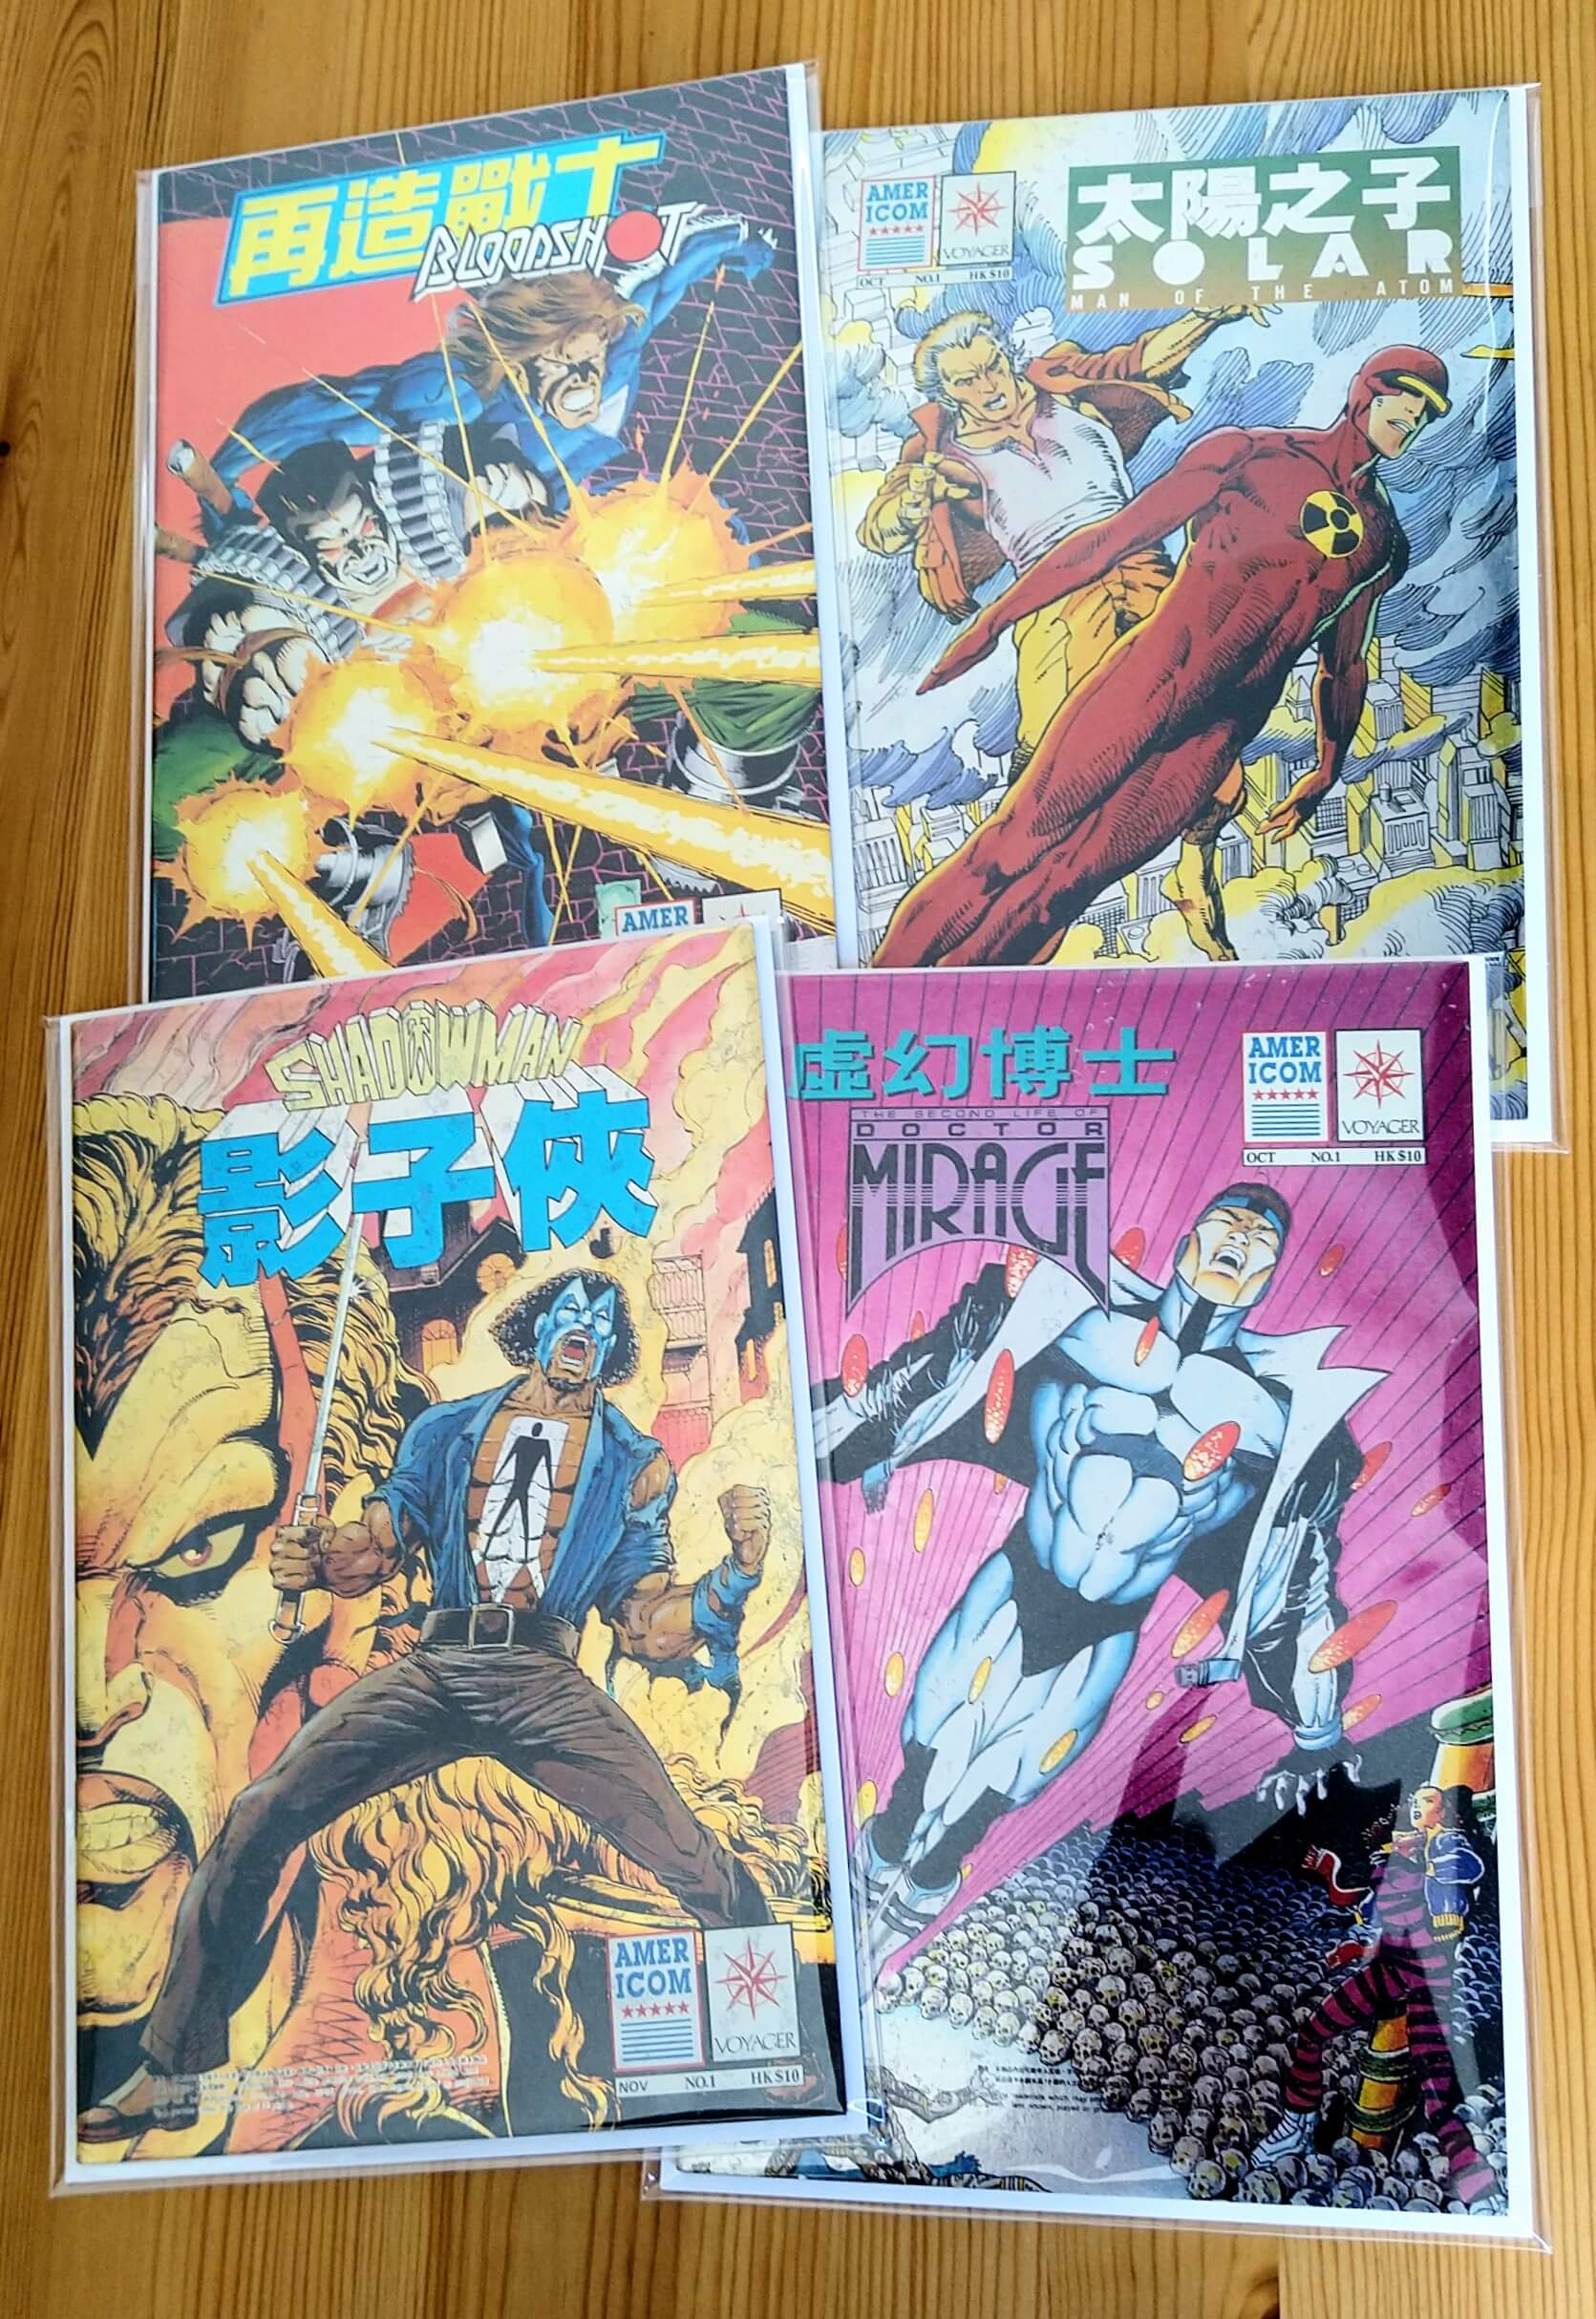 再造戰士
BLOODSHOT
AMER
AMER
ICOM
VOYAGER
OCT NO.1 HK$10
太陽之子
SOLAR
MAN OF THE ATOM
SHADOWMAN
影子俠
AMER
ICOM
VOYAGER
NOV NO.1 HK$10
虛幻博士
THE SECOND LIFE OF
DOCTOR
MIRAGE
AMER
ICOM
VOYAGER
OCT NO.1 HK$10